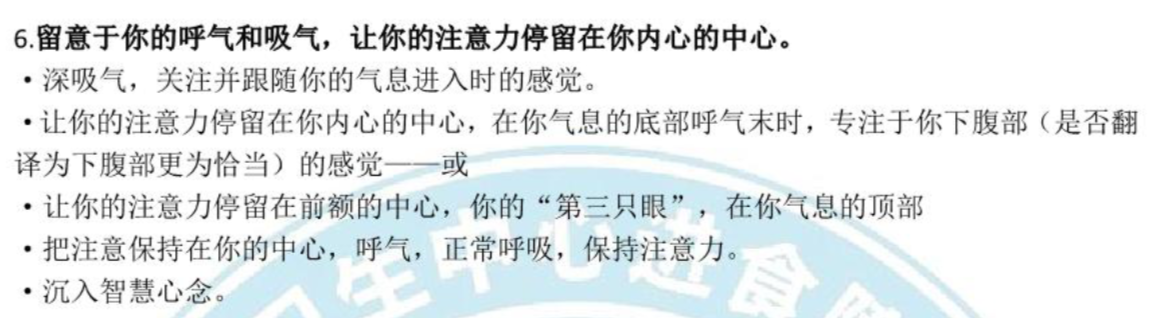 6.留意于你的呼气和吸气，让你的注意力停留在你内心的中心。
•深吸气，关注并跟随你的气息进入时的感觉。
•让你的注意力停留在你内心的中心，在你气息的底部呼气末时，专注于你下腹部（是否翻
译为下腹部更为恰当）的感觉——或
•让你的注意力停留在前额的中心，你的“第三只眼”，在你气息的顶部
•把注意保持在你的中心，呼气，正常呼吸，保持注意力。
•沉入智慧心念。
生中心进食障